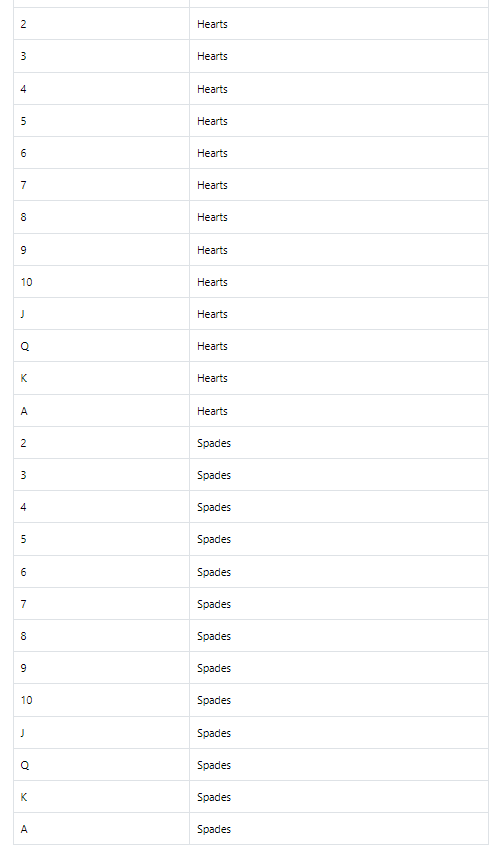 2 Hearts
3 Hearts
4 Hearts
5 Hearts
6 Hearts
7 Hearts
8 Hearts
9 Hearts
10 Hearts
J Hearts
Q Hearts
K Hearts
A Hearts
2 Spades
3 Spades
4 Spades
5 Spades
6 Spades
7 Spades
8 Spades
9 Spades
10 Spades
J Spades
Q Spades
K Spades
A Spades